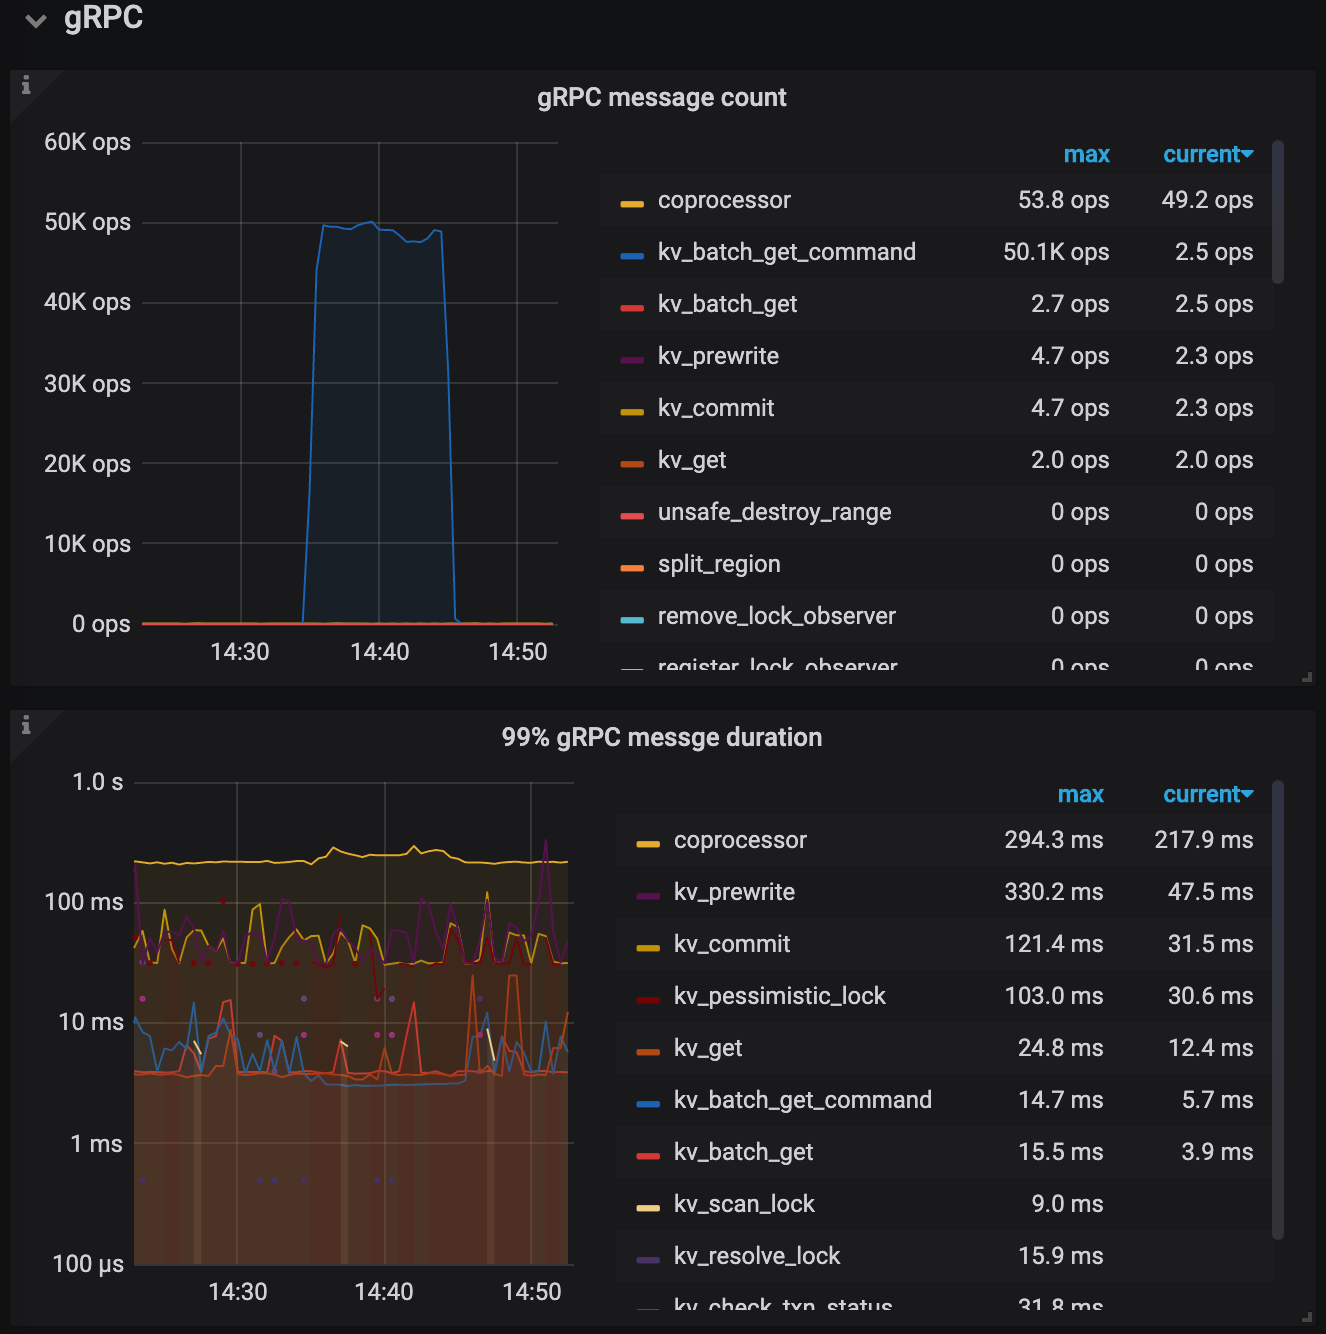 gRPC
gRPC message count
max current
60K ops
50K ops
40K ops
30K ops
20K ops
10K ops
0 ops
14:30 14:40 14:50
coprocessor 53.8 ops 49.2 ops
kv_batch_get_command 50.1K ops 2.5 ops
kv_batch_get 2.7 ops 2.5 ops
kv_prewrite 4.7 ops 2.3 ops
kv_commit 4.7 ops 2.3 ops
kv_get 2.0 ops 2.0 ops
unsafe_destroy_range 0 ops 0 ops
split_region 0 ops 0 ops
remove_lock_observer 0 ops 0 ops
register_lock_observer 0 ops 0 ops
99% gRPC messge duration
max current
1.0 s
100 ms
10 ms
1 ms
100 µs
14:30 14:40 14:50
coprocessor 294.3 ms 217.9 ms
kv_prewrite 330.2 ms 47.5 ms
kv_commit 121.4 ms 31.5 ms
kv_pessimistic_lock 103.0 ms 30.6 ms
kv_get 24.8 ms 12.4 ms
kv_batch_get_command 14.7 ms 5.7 ms
kv_batch_get 15.5 ms 3.9 ms
kv_scan_lock 9.0 ms
kv_resolve_lock 15.9 ms
kv_check_txn_status 31.8 ms